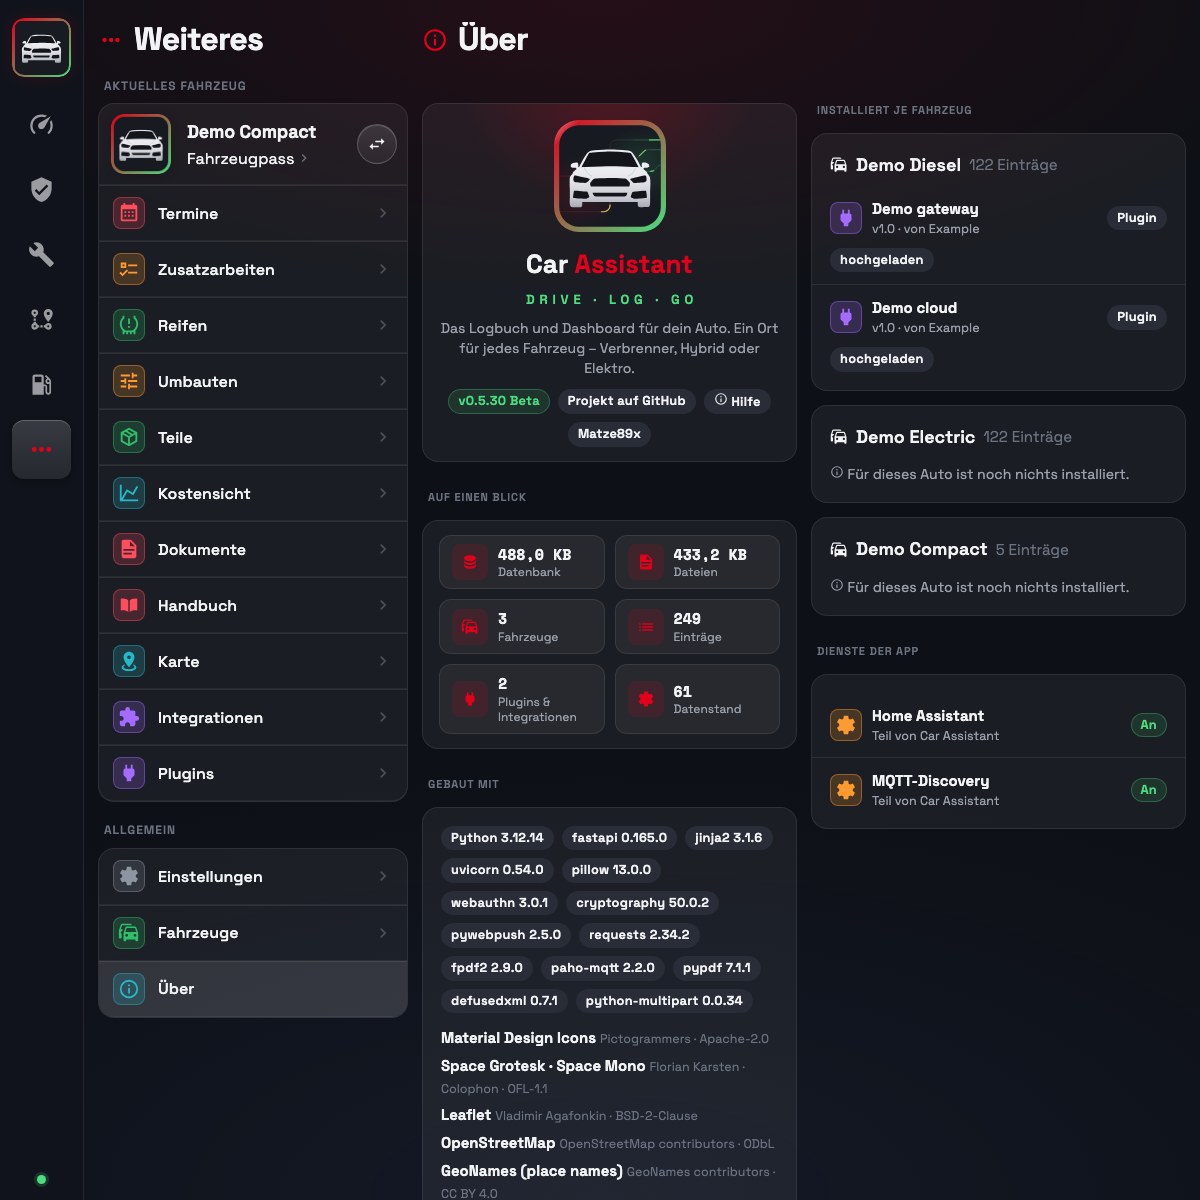 Weiteres
AKTUELLES FAHRZEUG
Demo Compact
Fahrzeugpass
Termine
Zusatzarbeiten
Reifen
Umbauten
Teile
Kostensicht
Dokumente
Handbuch
Karte
Integrationen
Plugins
ALLGEMEIN
Einstellungen
Fahrzeuge
Über
Über
Car Assistant
DRIVE · LOG · GO
Das Logbuch und Dashboard für dein Auto. Ein Ort
für jedes Fahrzeug – Verbrenner, Hybrid oder
Elektro.
v0.5.30 Beta
Projekt auf GitHub
Hilfe
Matze89x
AUF EINEN BLICK
488,0 KB
Datenbank
433,2 KB
Dateien
3
Fahrzeuge
249
Einträge
2
Plugins &
Integrationen
61
Datenstand
GEBAUT MIT
Python 3.12.14 fastapi 0.165.0 jinja2 3.1.6
uvicorn 0.54.0 pillow 13.0.0
webauthn 3.0.1 cryptography 50.0.2
pywebpush 2.5.0 requests 2.34.2
fpdf2 2.9.0 paho-mqtt 2.2.0 pypdf 7.1.1
defusedxml 0.7.1 python-multipart 0.0.34
Material Design Icons Pictogrammers · Apache-2.0
Space Grotesk · Space Mono Florian Karsten ·
Colophon · OFL-1.1
Leaflet Vladimir Agafonkin · BSD-2-Clause
OpenStreetMap OpenStreetMap contributors · ODbL
GeoNames (place names) GeoNames contributors ·
CC BY 4.0
INSTALLIERT JE FAHRZEUG
Demo Diesel 122 Einträge
Demo gateway
v1.0 · von Example
Plugin
hochgeladen
Demo cloud
v1.0 · von Example
Plugin
hochgeladen
Demo Electric 122 Einträge
Für dieses Auto ist noch nichts installiert.
Demo Compact 5 Einträge
Für dieses Auto ist noch nichts installiert.
DIENSTE DER APP
Home Assistant
Teil von Car Assistant
An
MQTT-Discovery
Teil von Car Assistant
An